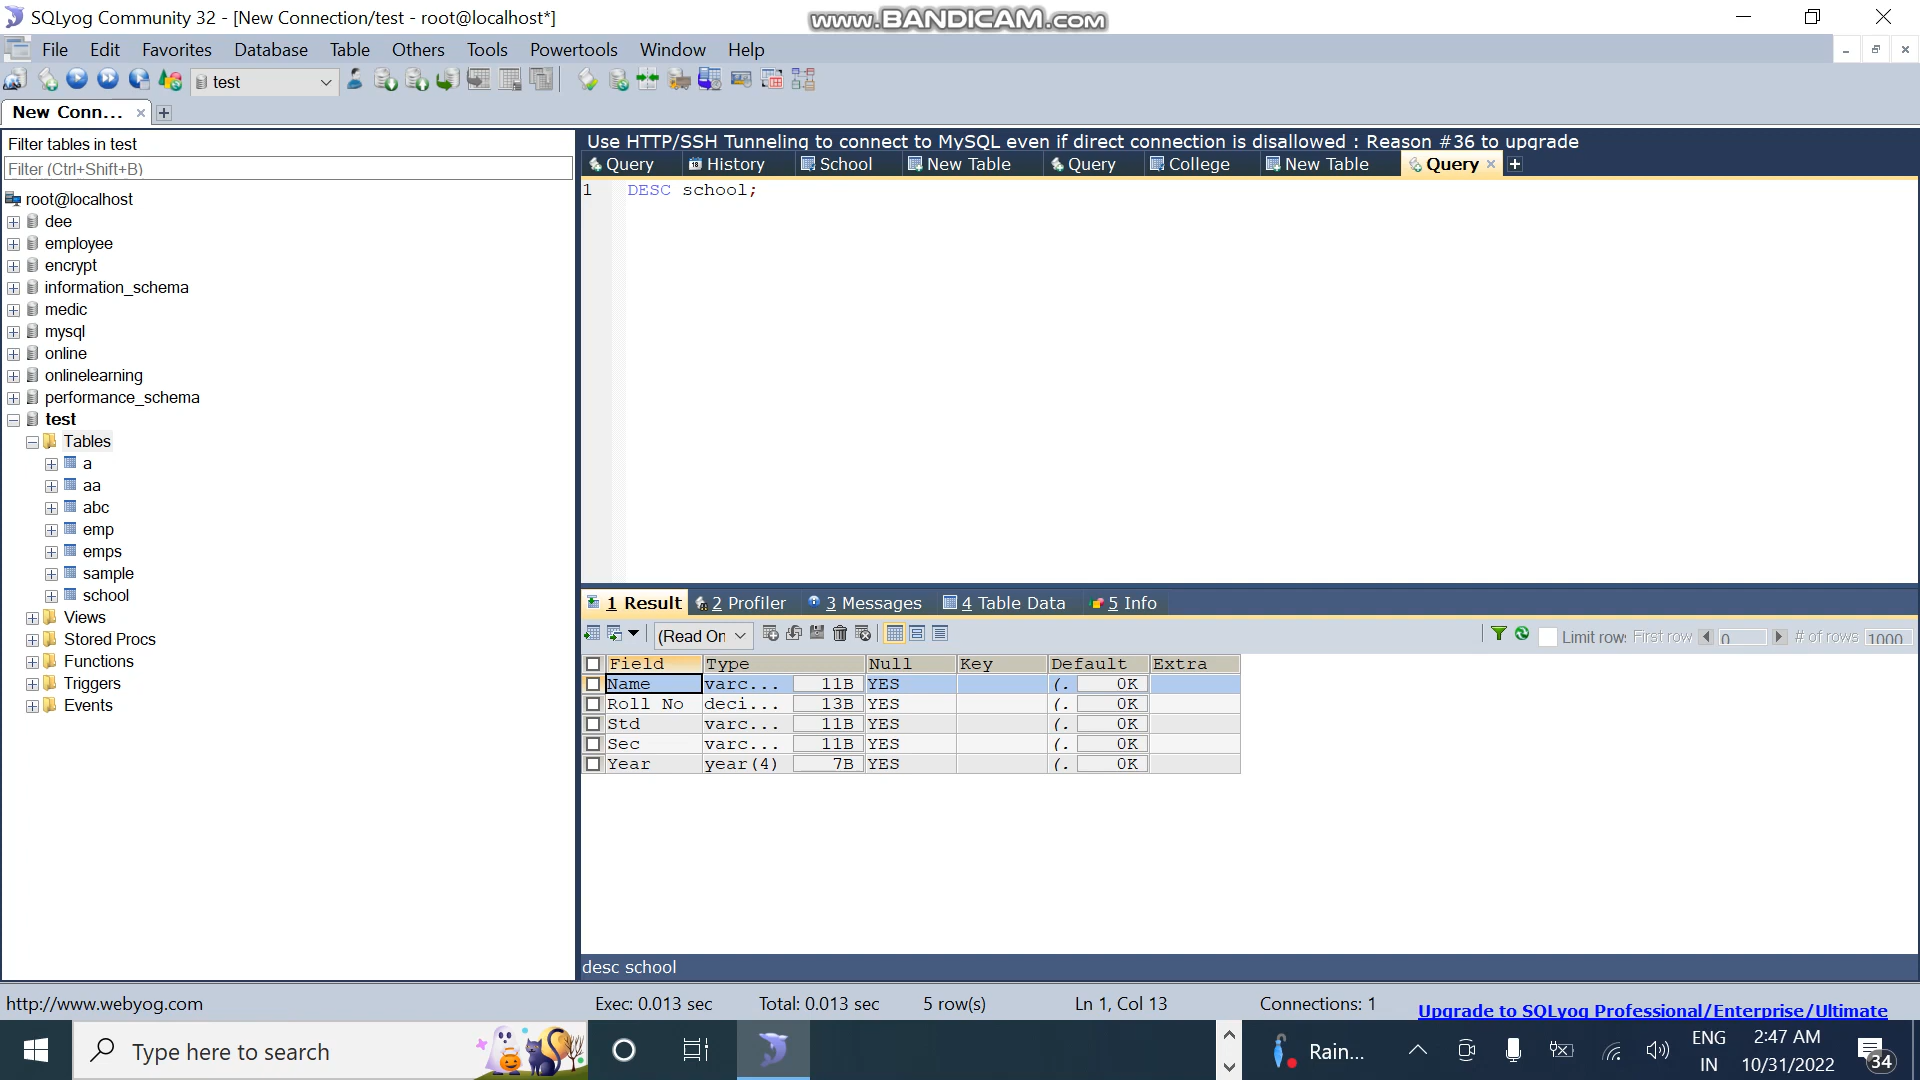 SQLyog Community 32 - [New Connection/test - root@localhost*]
www.BANDICAM.com
File Edit Favorites Database Table Others Tools Powertools Window Help
test
New Conn...
Filter tables in test
Filter (Ctrl+Shift+B)
root@localhost
dee
employee
encrypt
information_schema
medic
mysql
online
onlinelearning
performance_schema
test
Tables
a
aa
abc
emp
emps
sample
school
Views
Stored Procs
Functions
Triggers
Events
Use HTTP/SSH Tunneling to connect to MySQL even if direct connection is disallowed : Reason #36 to upgrade
Query History School New Table Query College New Table Query
1 DESC school;
1 Result 2 Profiler 3 Messages 4 Table Data 5 Info
(Read On Limit row: First row 0 # of rows 1000
Field Type Null Key Default Extra
Name varc... 11B YES (. 0K
Roll No deci... 13B YES (. 0K
Std varc... 11B YES (. 0K
Sec varc... 11B YES (. 0K
Year year(4) 7B YES (. 0K
desc school
http://www.webyog.com Exec: 0.013 sec Total: 0.013 sec 5 row(s) Ln 1, Col 13 Connections: 1 Upgrade to SQLyog Professional/Enterprise/Ultimate
Type here to search
Rain...
ENG
IN
2:47 AM
10/31/2022
34